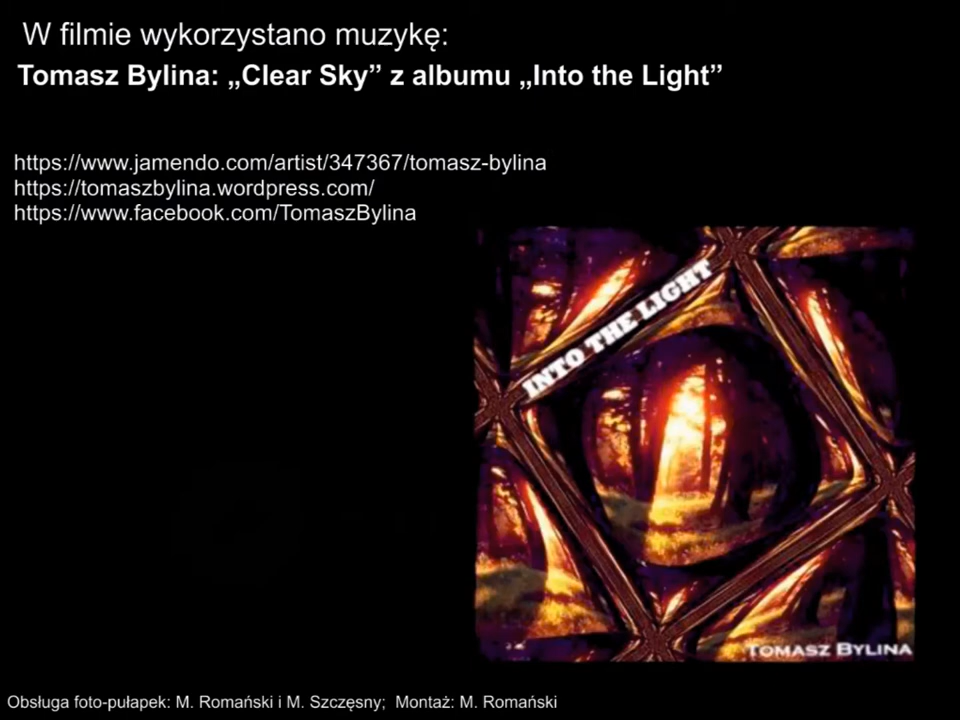 W filmie wykorzystano muzykę:
Tomasz Bylina: „Clear Sky” z albumu „Into the Light”
https://www.jamendo.com/artist/347367/tomasz-bylina
https://tomaszbylina.wordpress.com/
https://www.facebook.com/TomaszBylina
INTO THE LIGHT
TOMASZ BYLINA
Obsługa foto-pułapek: M. Romański i M. Szczęsny; Montaż: M. Romański